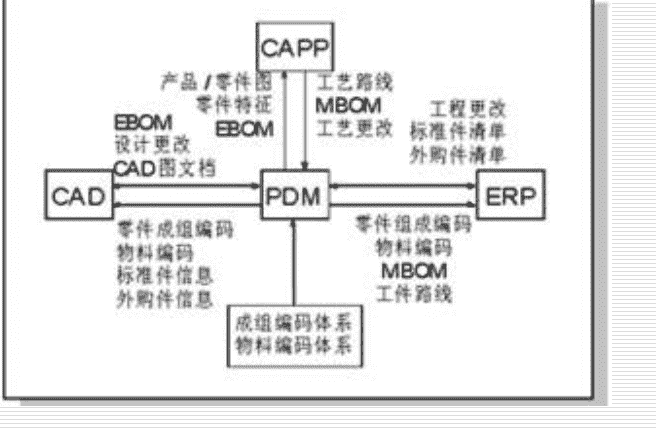 CAPP
产品/零件图
零件特征
EBOM
工艺路线
MBOM
工艺更改
EBOM
设计更改
CAD图文档
工程更改
标准件清单
外购件清单
CAD
PDM
ERP
零件成组编码
物料编码
标准件信息
外购件信息
零件组成编码
物料编码
MBOM
工件路线
成组编码体系
物料编码体系